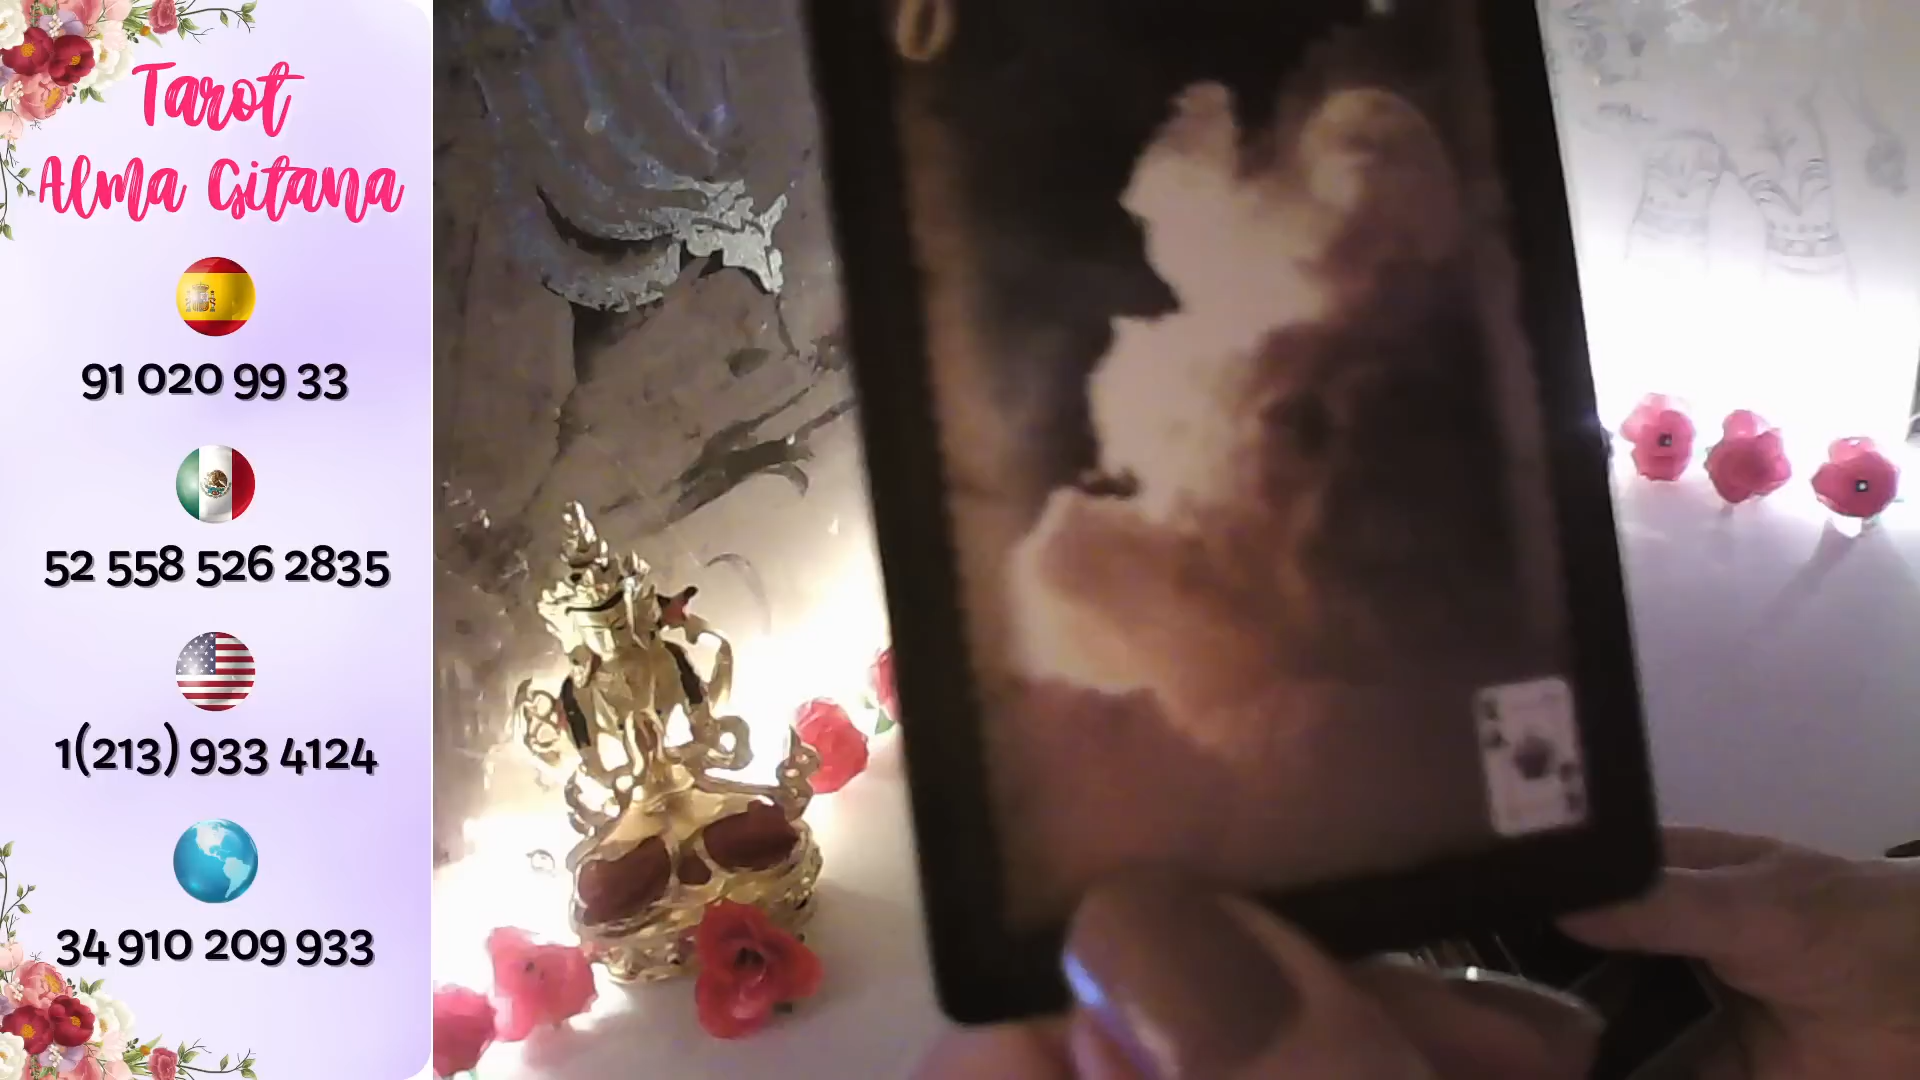 Tarot
Alma Gitana
91 020 99 33
52 558 526 2835
1(213) 933 4124
34 910 209 933